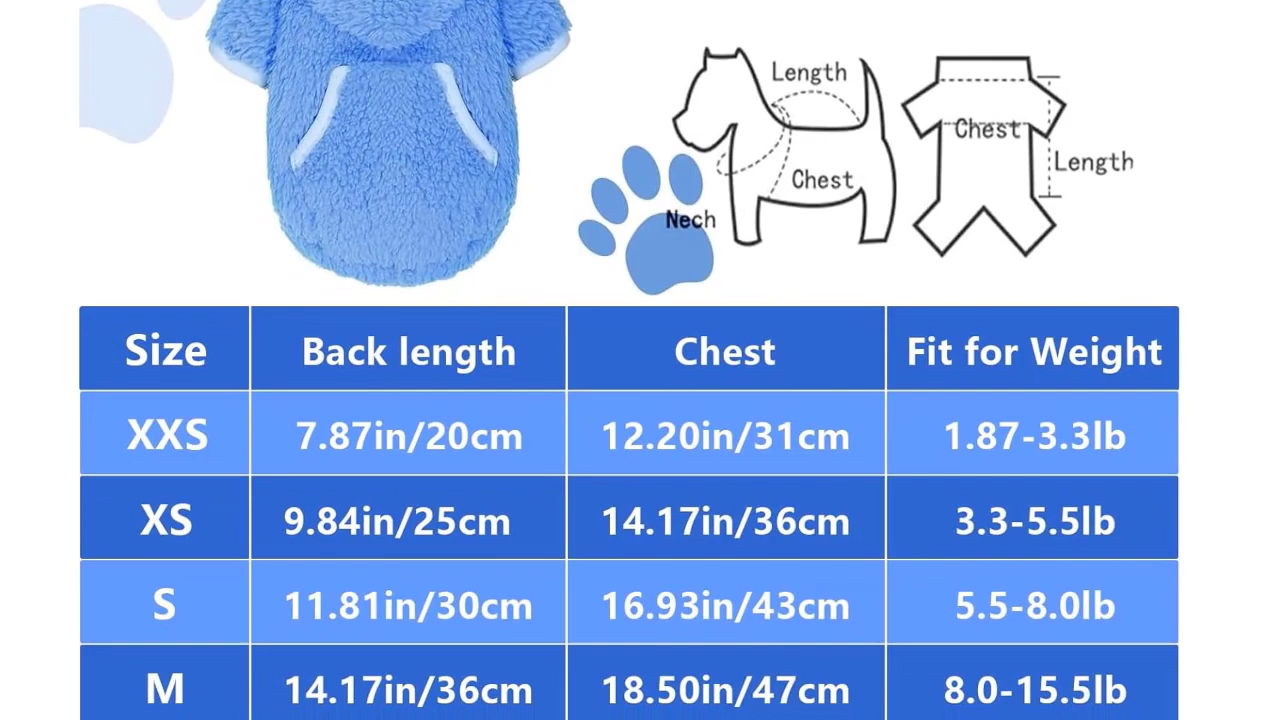 Length
Chest
Nech
Chest
Length
Size Back length Chest Fit for Weight
XXS 7.87in/20cm 12.20in/31cm 1.87-3.3lb
XS 9.84in/25cm 14.17in/36cm 3.3-5.5lb
S 11.81in/30cm 16.93in/43cm 5.5-8.0lb
M 14.17in/36cm 18.50in/47cm 8.0-15.5lb